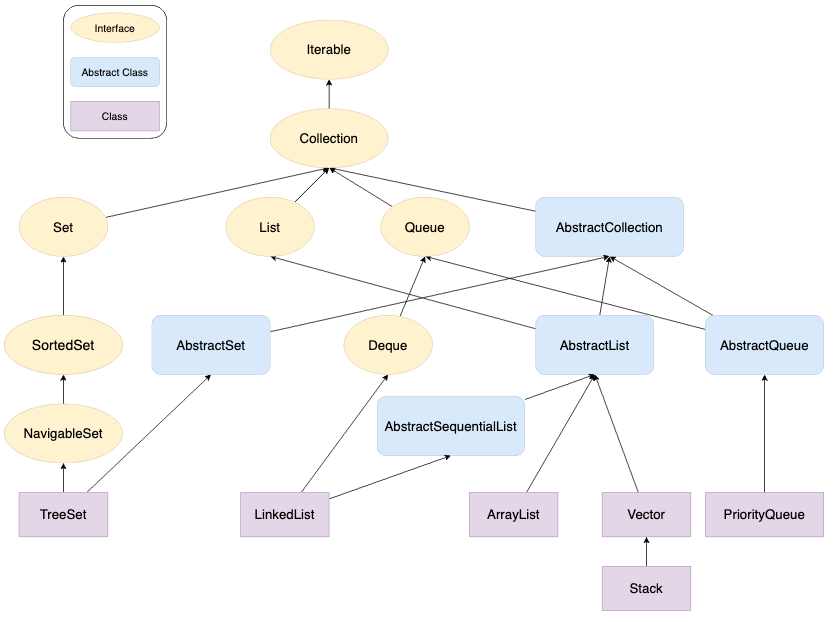 Interface
Abstract Class
Class
Iterable
Collection
Set
List
Queue
AbstractCollection
SortedSet
AbstractSet
Deque
AbstractList
AbstractQueue
NavigableSet
AbstractSequentialList
TreeSet
LinkedList
ArrayList
Vector
PriorityQueue
Stack